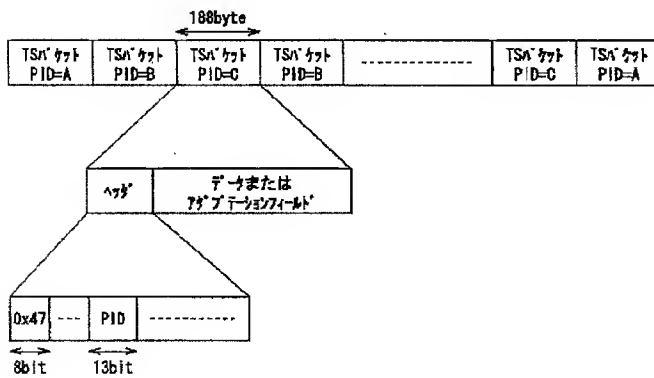 188byte
TSパケット TSパケット TSパケット TSパケット TSパケット TSパケット
PID=A PID=B PID=C PID=B PID=C PID=A
ヘッダ
データまたは
アダプテーションフィールド
0x47 PID
8bit 13bit